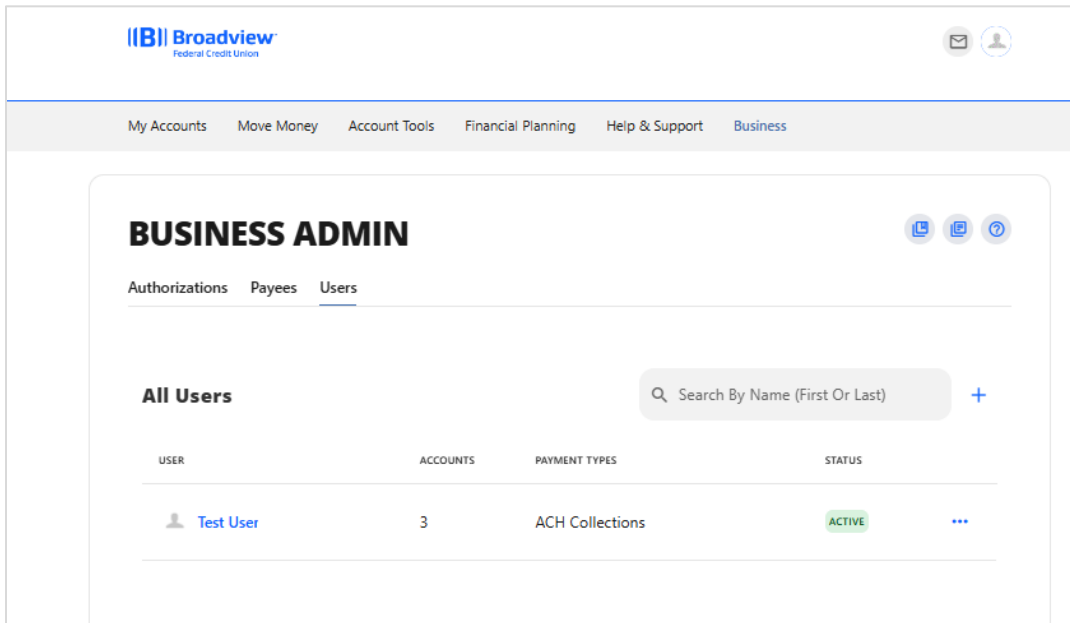 ((B)) Broadview
Federal Credit Union
My Accounts Move Money Account Tools Financial Planning Help & Support Business
BUSINESS ADMIN
Authorizations Payees Users
All Users
Search By Name (First Or Last) +
USER ACCOUNTS PAYMENT TYPES STATUS
Test User 3 ACH Collections ACTIVE ...